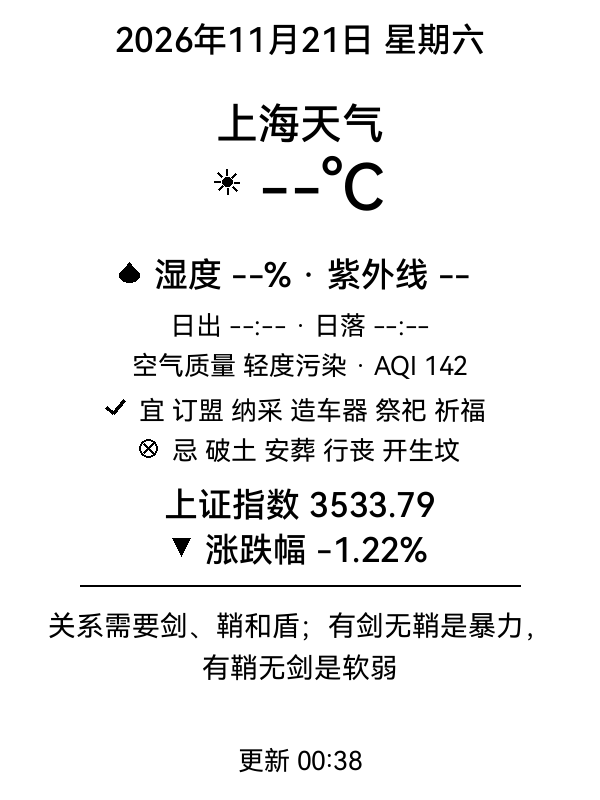 2026年11月21日 星期六
上海天气
--°C
湿度 --% · 紫外线 --
日出 --:-- · 日落 --:--
空气质量 轻度污染 · AQI 142
宜 订盟 纳采 造车器 祭祀 祈福
忌 破土 安葬 行丧 开生坟
上证指数 3533.79
▼ 涨跌幅 -1.22%
关系需要剑、鞘和盾；有剑无鞘是暴力，
有鞘无剑是软弱
更新 00:38